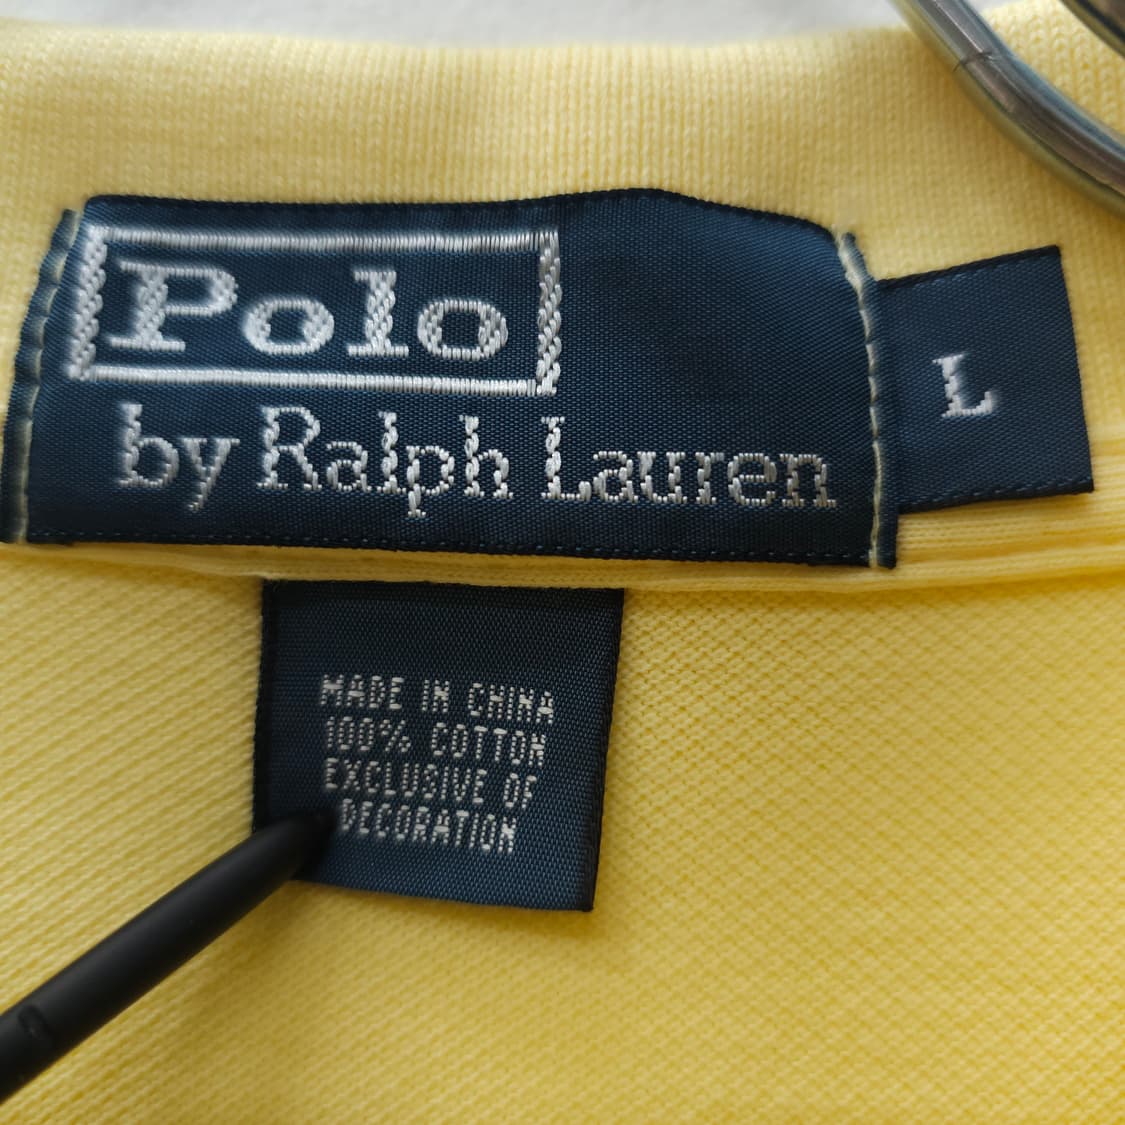 Polo
by Ralph Lauren
L
MADE IN CHINA
100% COTTON
EXCLUSIVE OF
DECORATION